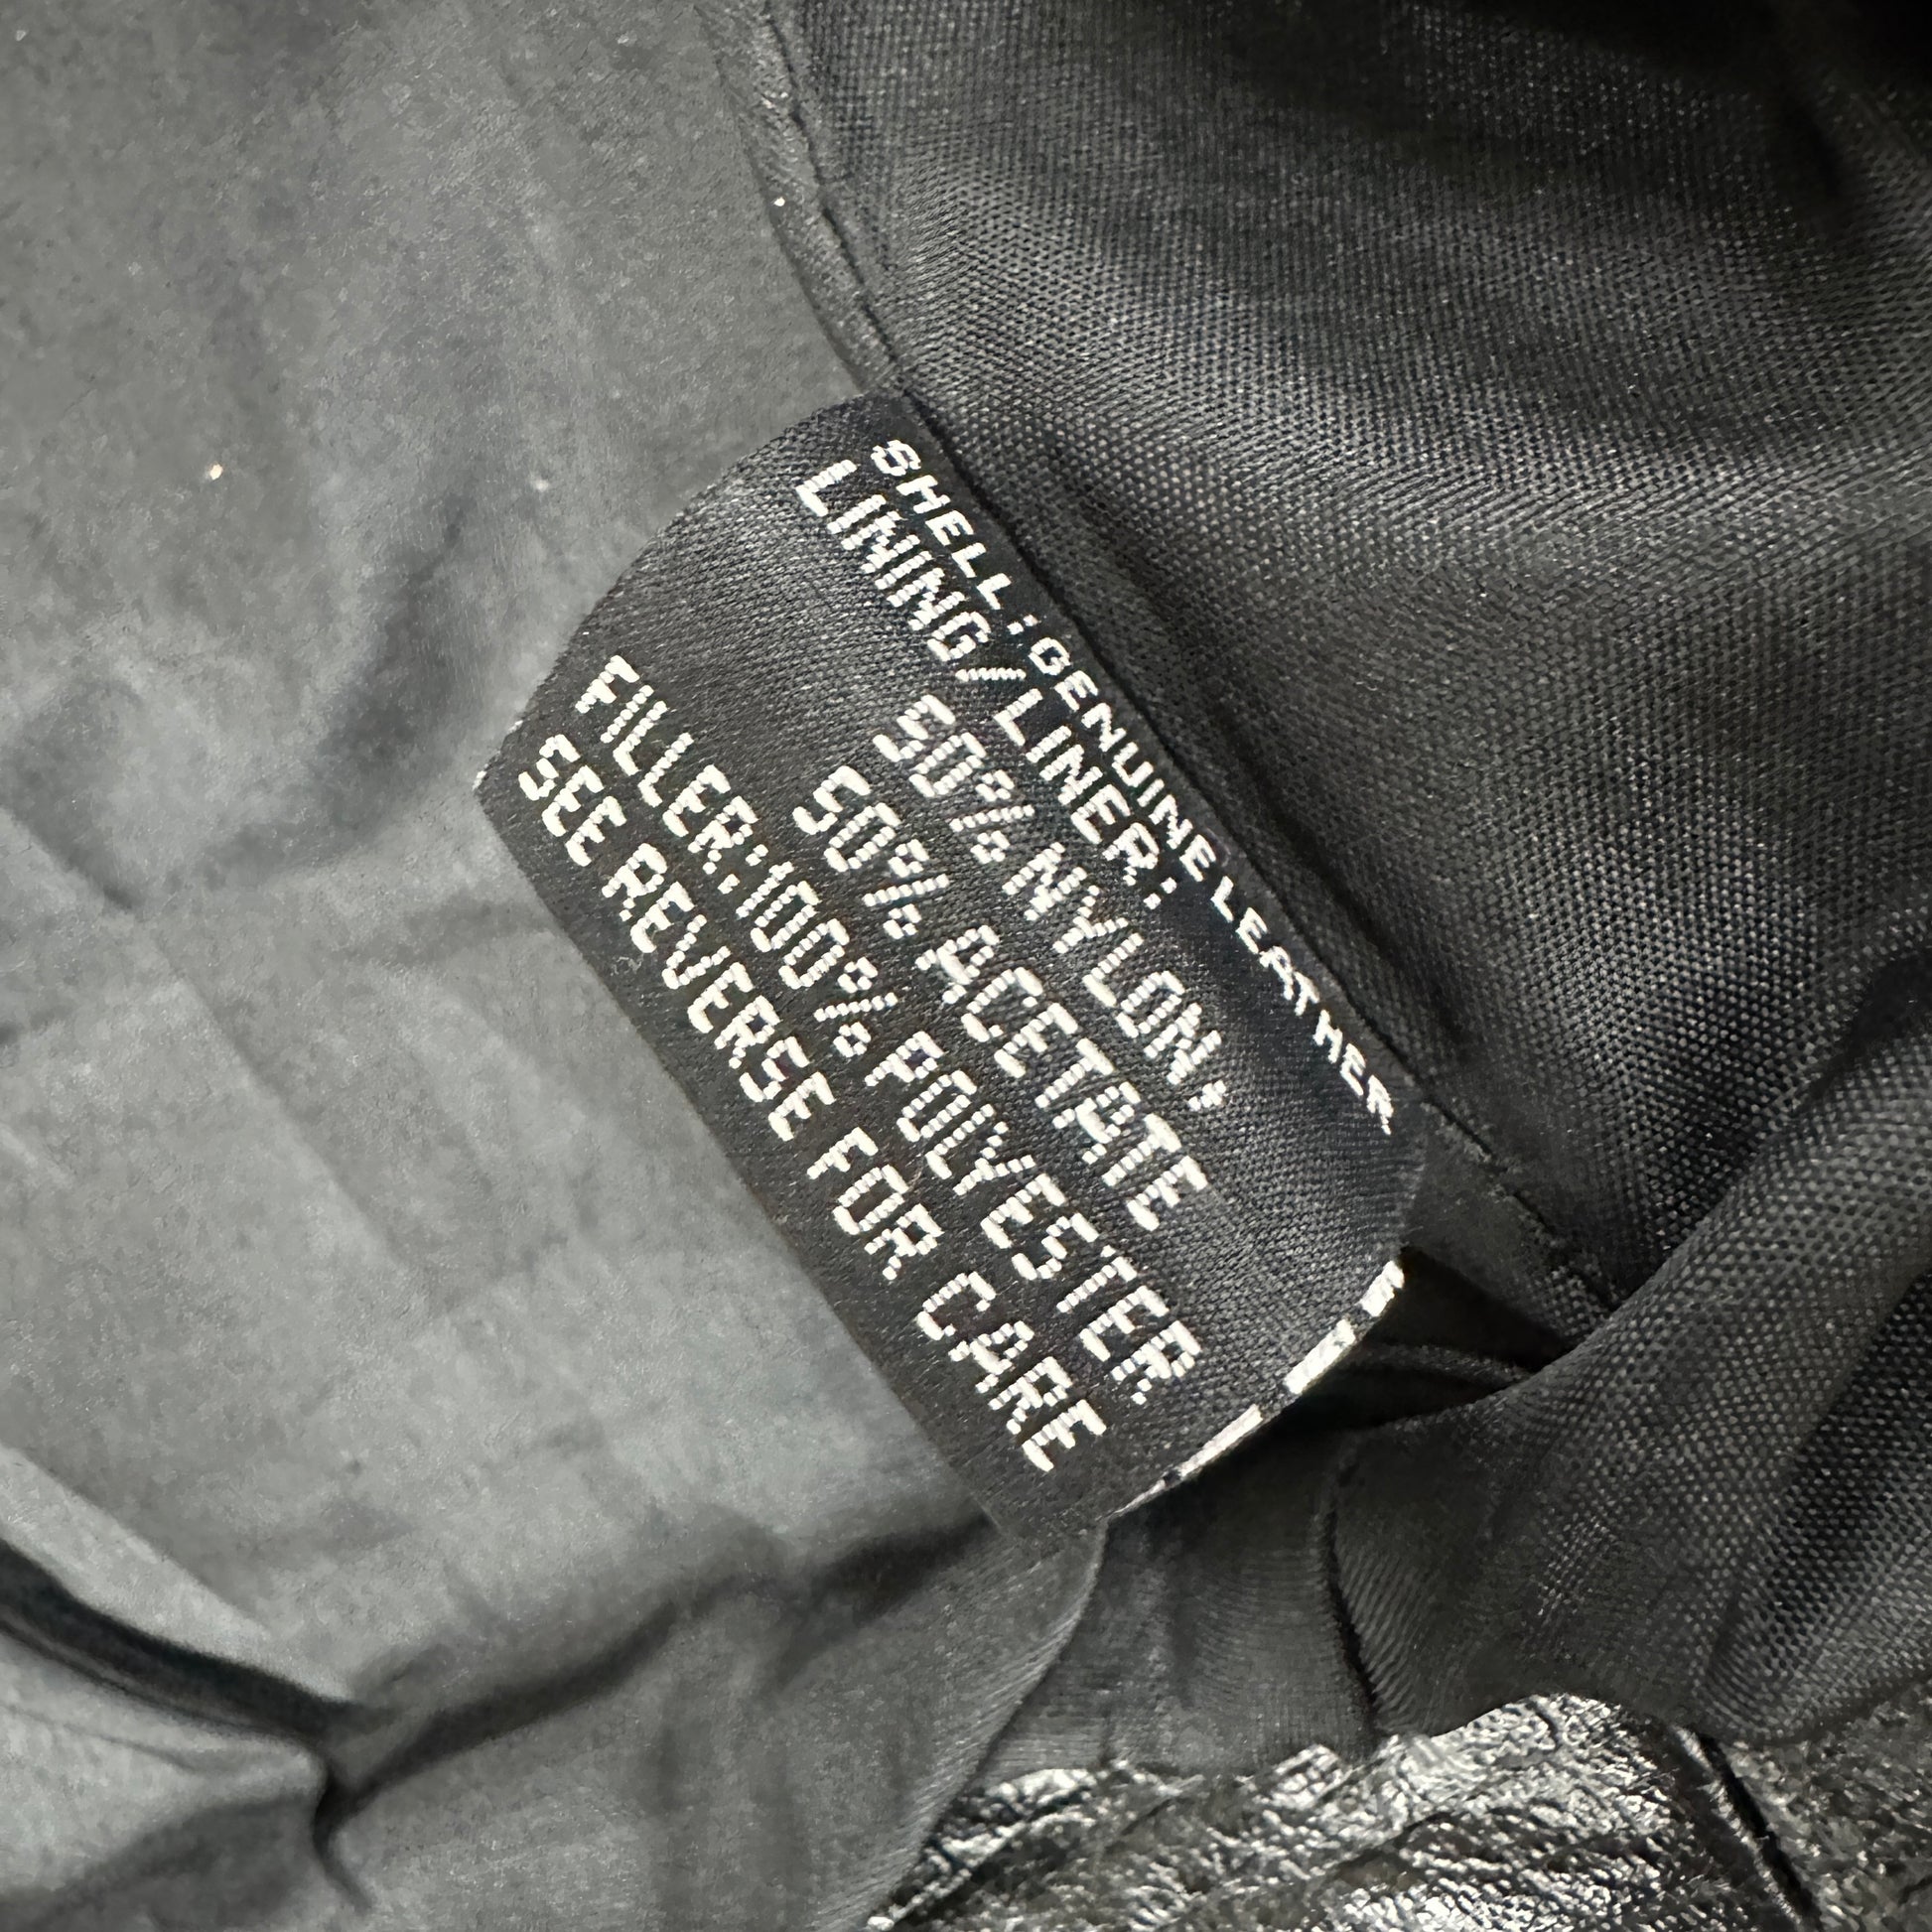 SHELL:GENUINE LEATHER
LINING/LINER:
50% NYLON,
50% ACETATE
FILLER:100% POLYESTER
SEE REVERSE FOR CARE